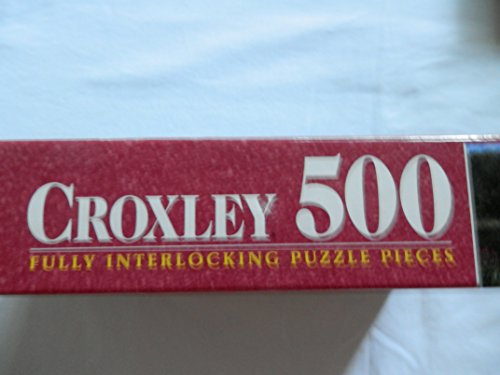 CROXLEY 500
FULLY INTERLOCKING PUZZLE PIECES